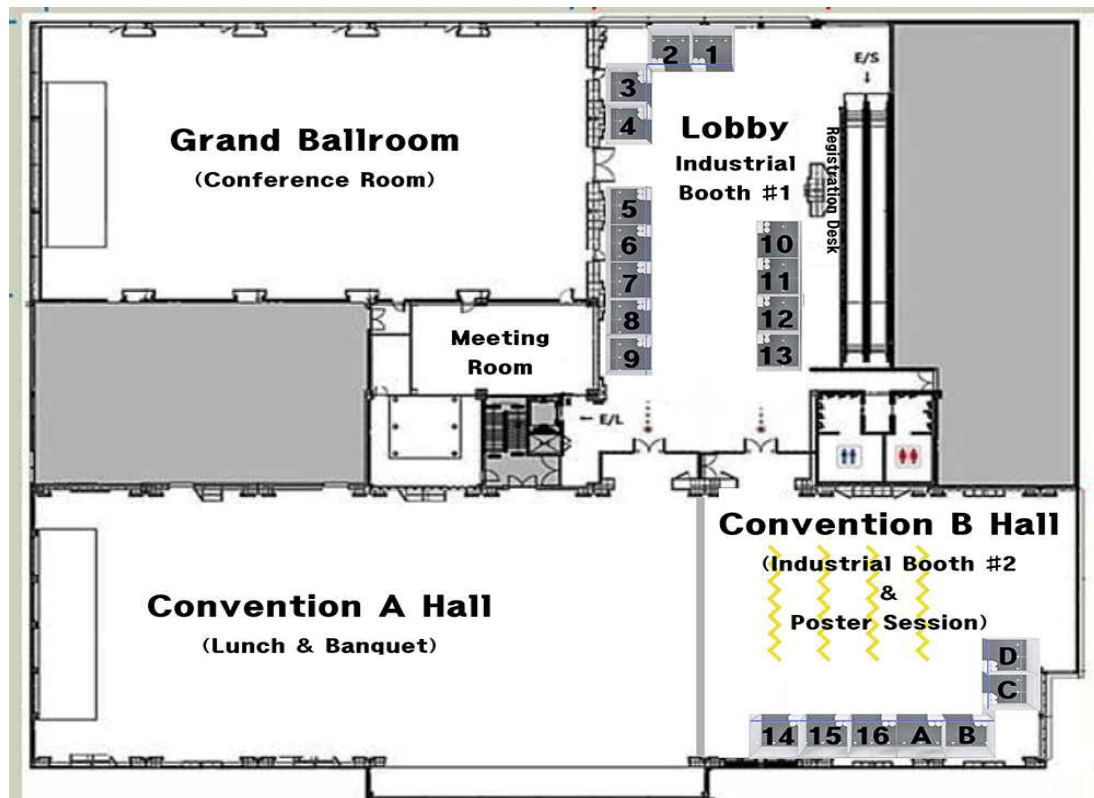 2
1
3
4
E/S
↓
Grand Ballroom
(Conference Room)
Lobby
Industrial
Booth #1
Registration Desk
5
6
7
8
9
10
11
12
13
Meeting
Room
← E/L
Convention A Hall
(Lunch & Banquet)
Convention B Hall
(Industrial Booth #2
&
Poster Session)
D
C
14
15
16
A
B